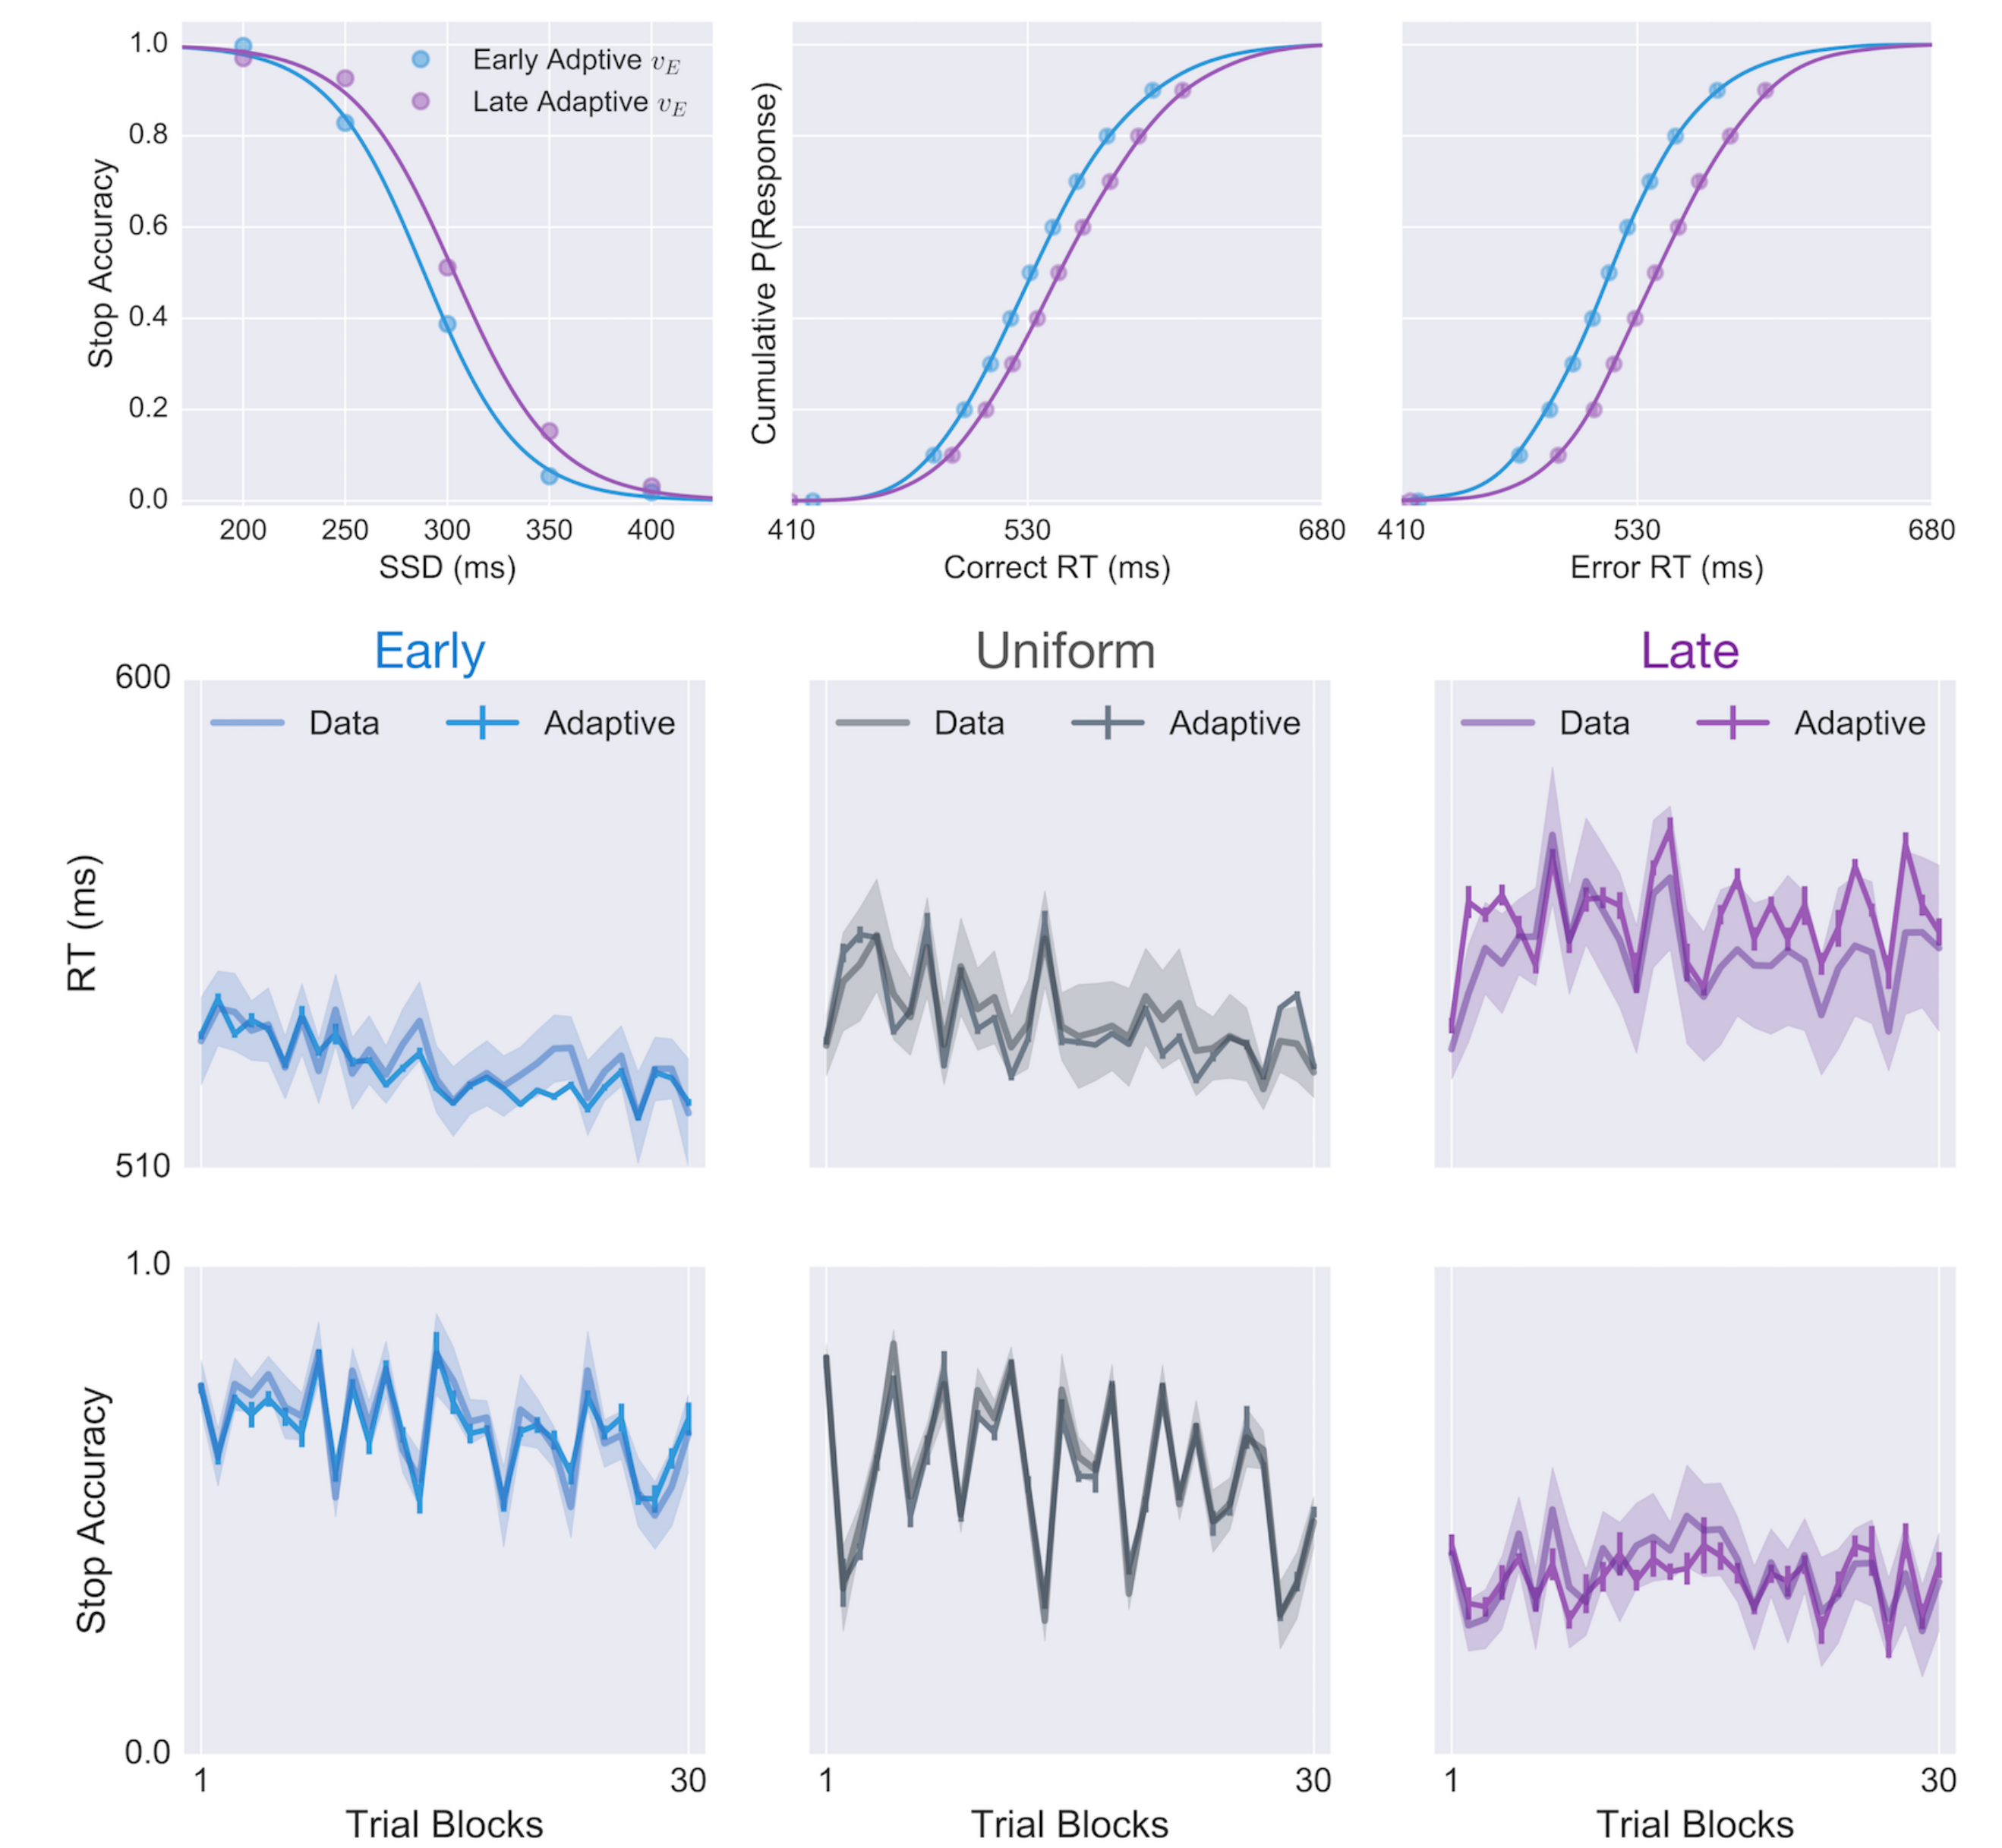 1.0
0.8
0.6
0.4
0.2
0.0
Stop Accuracy
Early Adptive vE
Late Adaptive vE
200 250 300 350 400
SSD (ms)
Cumulative P(Response)
410 530 680
Correct RT (ms)
410 530 680
Error RT (ms)
Early
Uniform
Late
600
510
RT (ms)
Data Adaptive
Data Adaptive
Data Adaptive
1.0
0.0
Stop Accuracy
1 30
Trial Blocks
1 30
Trial Blocks
1 30
Trial Blocks